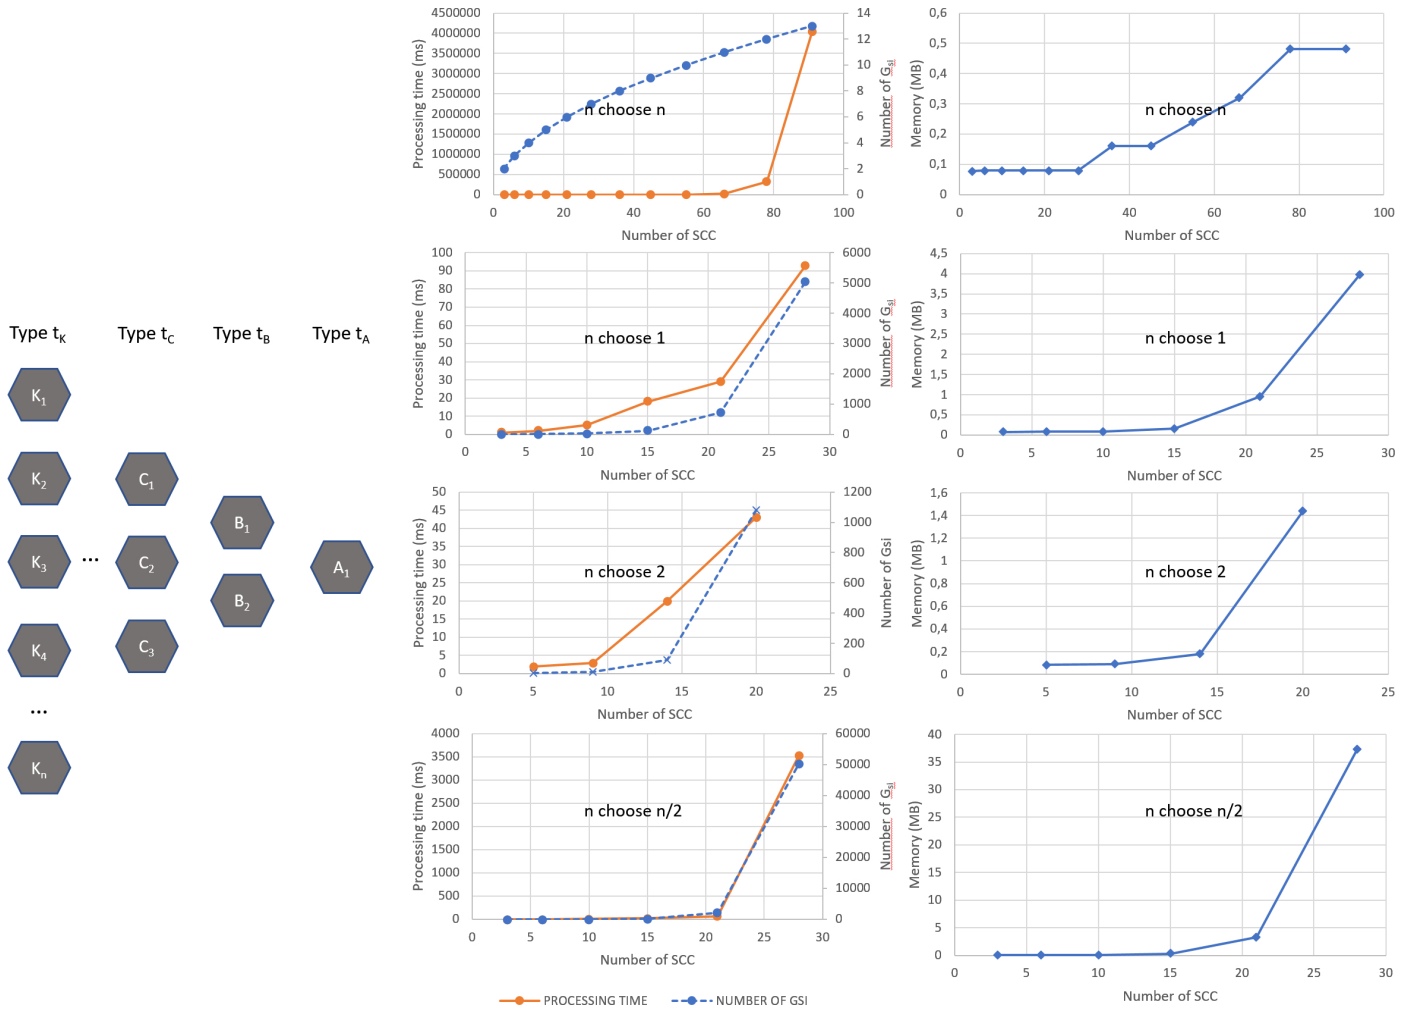 Type tK
Type tC
Type tB
Type tA
K1
K2
K3
K4
...
Kn
...
C1
C2
C3
B1
B2
A1
Processing time (ms)
4500000
4000000
3500000
3000000
2500000
2000000
1500000
1000000
500000
0
n choose n
14
12
10
8
6
4
2
0
Number of Gsi
0 20 40 60 80 100
Number of SCC
Memory (MB)
0,6
0,5
0,4
0,3
0,2
0,1
0
n choose n
0 20 40 60 80 100
Number of SCC
Processing time (ms)
100
90
80
70
60
50
40
30
20
10
0
n choose 1
6000
5000
4000
3000
2000
1000
0
Number of Gsi
0 5 10 15 20 25 30
Number of SCC
Memory (MB)
4,5
4
3,5
3
2,5
2
1,5
1
0,5
0
n choose 1
0 5 10 15 20 25 30
Number of SCC
Processing time (ms)
50
45
40
35
30
25
20
15
10
5
0
n choose 2
1200
1000
800
600
400
200
0
Number of Gsi
0 5 10 15 20 25
Number of SCC
Memory (MB)
1,6
1,4
1,2
1
0,8
0,6
0,4
0,2
0
n choose 2
0 5 10 15 20 25
Number of SCC
Processing time (ms)
4000
3500
3000
2500
2000
1500
1000
500
0
n choose n/2
60000
50000
40000
30000
20000
10000
0
Number of Gsi
0 5 10 15 20 25 30
Number of SCC
Memory (MB)
40
35
30
25
20
15
10
5
0
n choose n/2
0 5 10 15 20 25 30
Number of SCC
PROCESSING TIME
NUMBER OF GSI